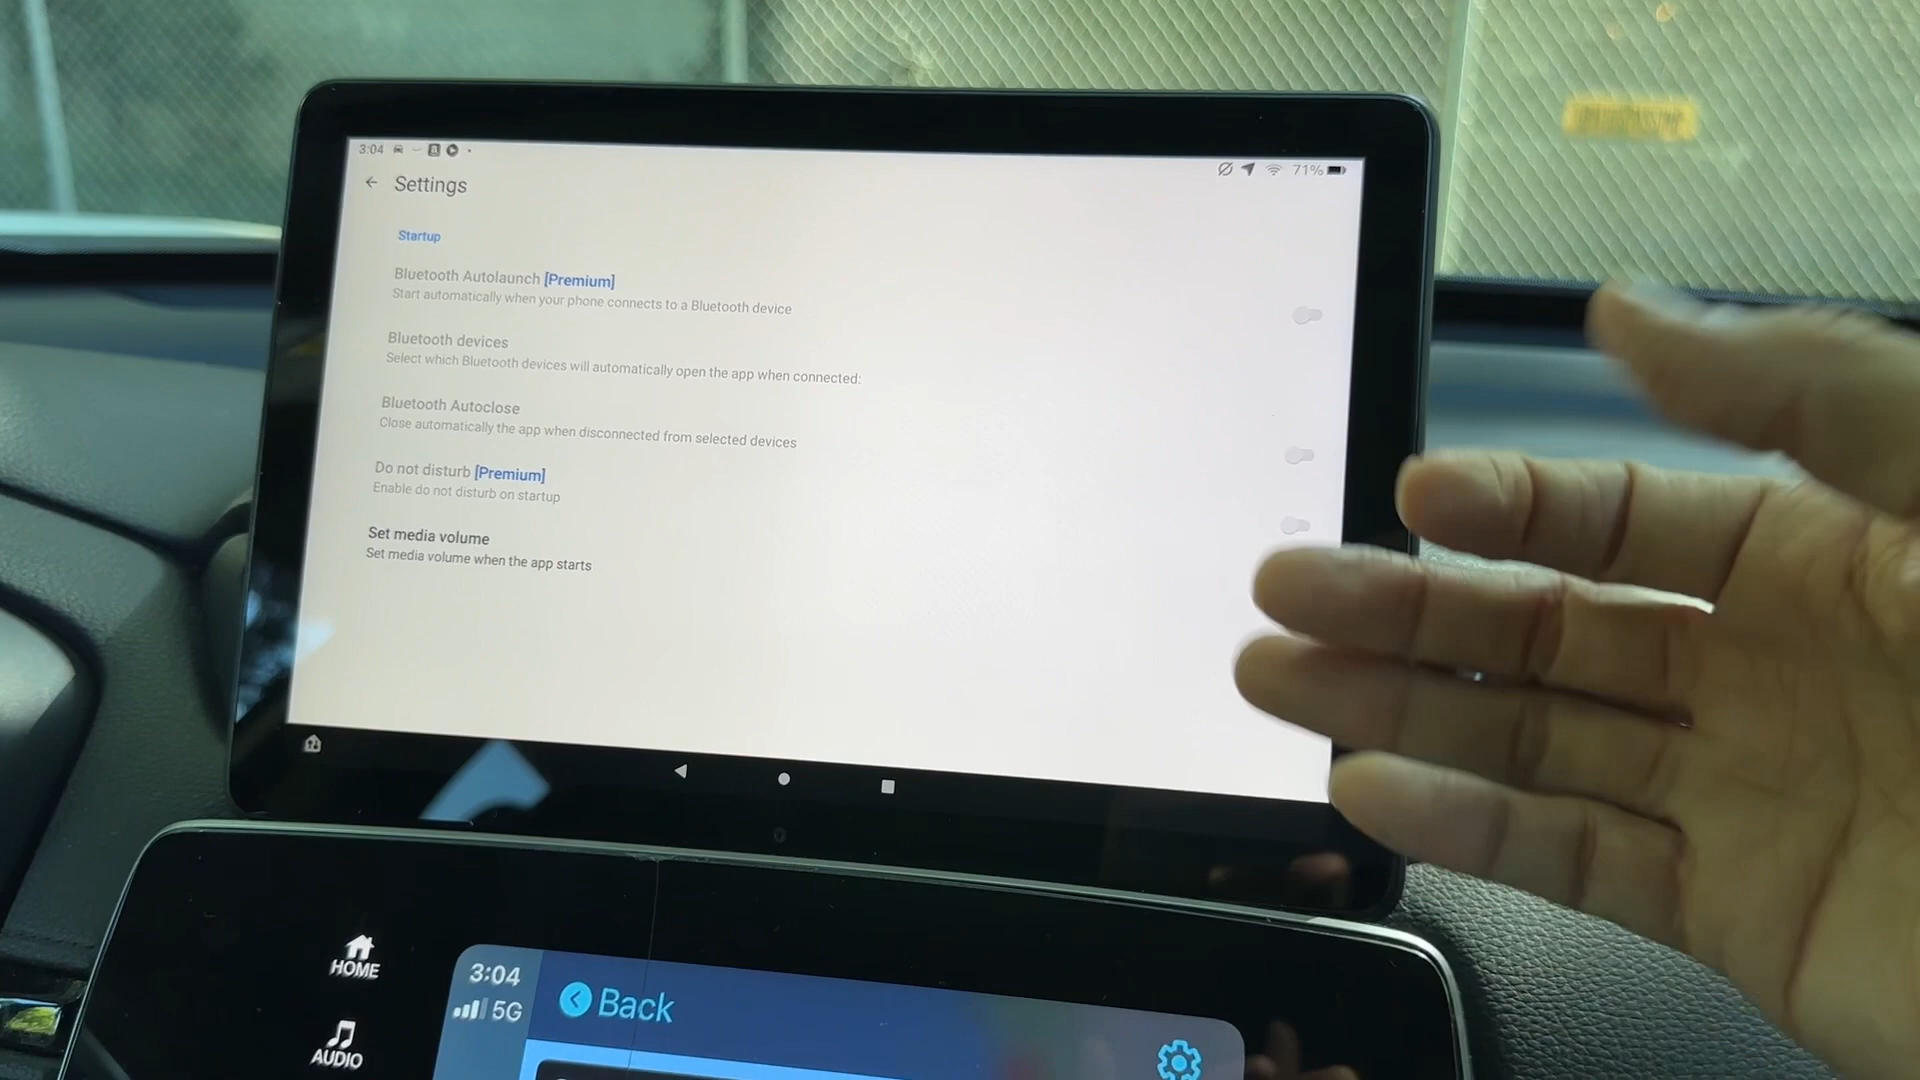 3:04
71%
Settings
Startup
Bluetooth Autolaunch [Premium]
Start automatically when your phone connects to a Bluetooth device
Bluetooth devices
Select which Bluetooth devices will automatically open the app when connected:
Bluetooth Autoclose
Close automatically the app when disconnected from selected devices
Do not disturb [Premium]
Enable do not disturb on startup
Set media volume
Set media volume when the app starts
HOME
3:04
5G
Back
AUDIO